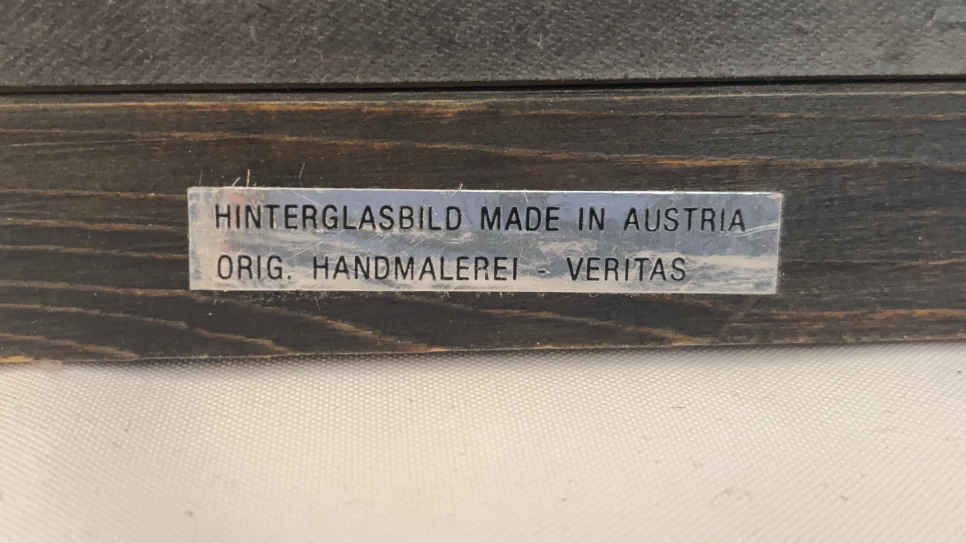 HINTERGLASBILD MADE IN AUSTRIA
ORIG. HANDMALEREI - VERITAS